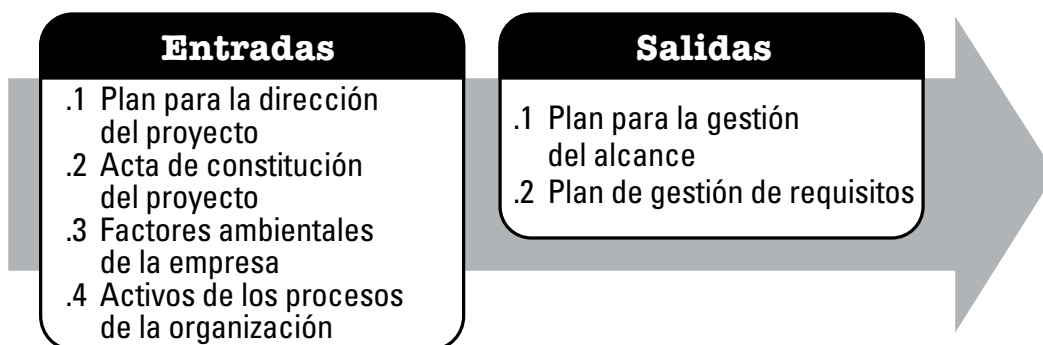 Entradas
.1 Plan para la dirección
del proyecto
.2 Acta de constitución
del proyecto
.3 Factores ambientales
de la empresa
.4 Activos de los procesos
de la organización
Salidas
.1 Plan para la gestión
del alcance
.2 Plan de gestión de requisitos